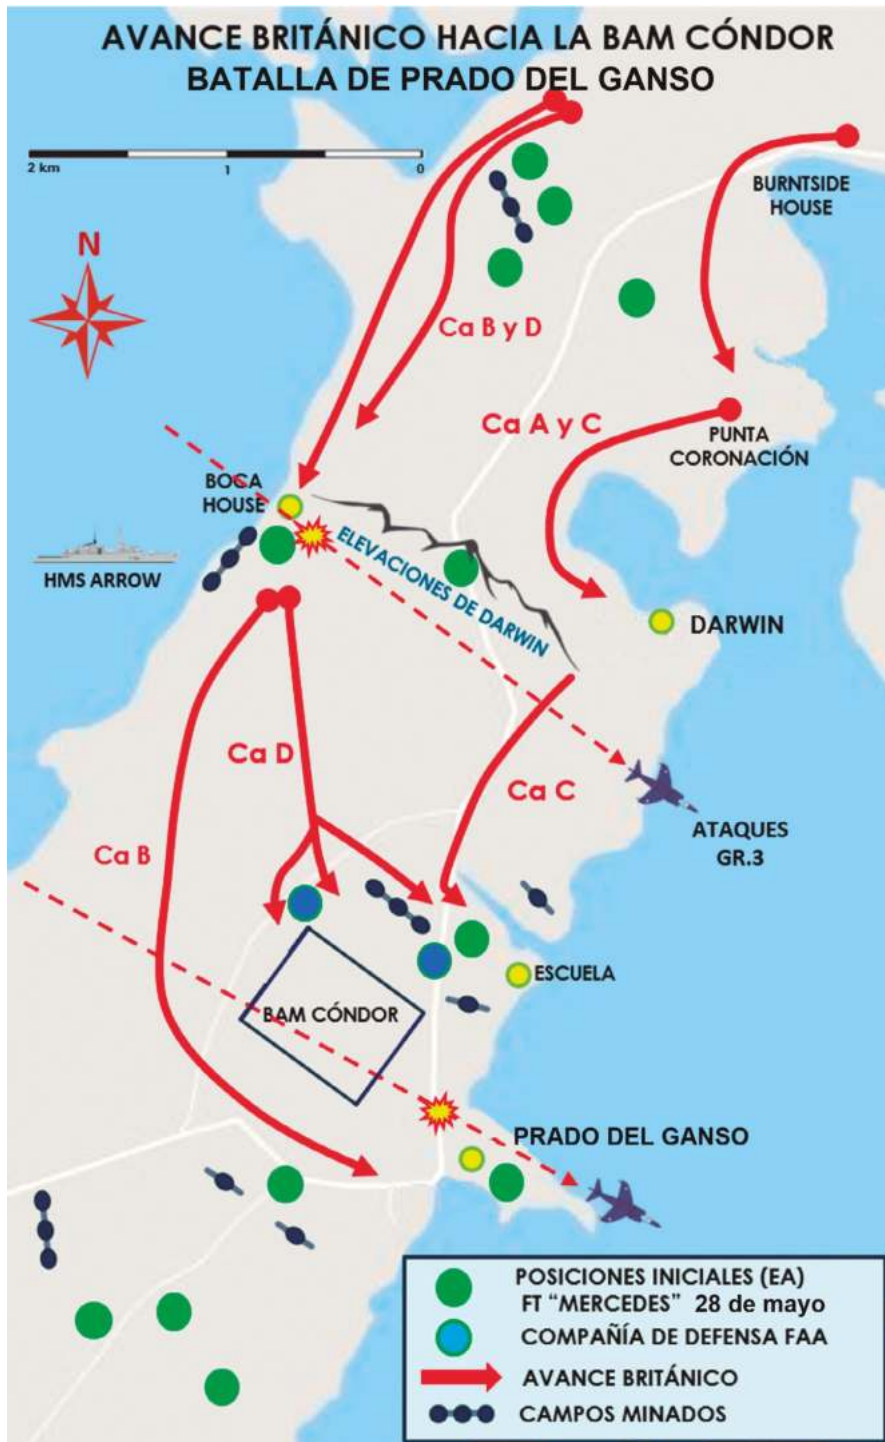 AVANCE BRITÁNICO HACIA LA BAM CÓNDOR
BATALLA DE PRADO DEL GANSO
2 km 1 0
BURNTSIDE
HOUSE
N
Ca B y D
Ca A y C
PUNTA
CORONACIÓN
BOCA
HOUSE
HMS ARROW
ELEVACIONES DE DARWIN
DARWIN
Ca D
Ca C
Ca B
ATAQUES
GR.3
ESCUELA
BAM CÓNDOR
PRADO DEL GANSO
POSICIONES INICIALES (EA)
FT "MERCEDES" 28 de mayo
COMPAÑÍA DE DEFENSA FAA
AVANCE BRITÁNICO
CAMPOS MINADOS